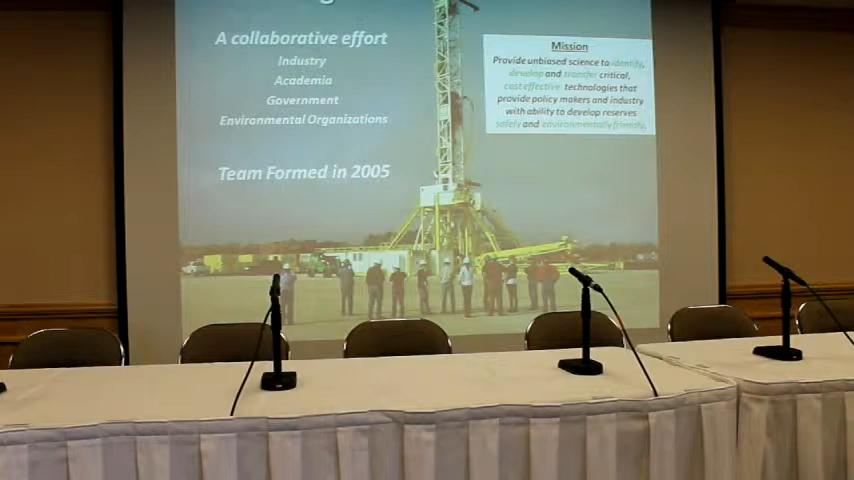 A collaborative effort
Industry
Academia
Government
Environmental Organizations
Team Formed in 2005
Mission
Provide unbiased science to identify,
develop and transfer critical,
cost effective technologies that
provide policy makers and industry
with ability to develop reserves
safely and environmentally friendly.